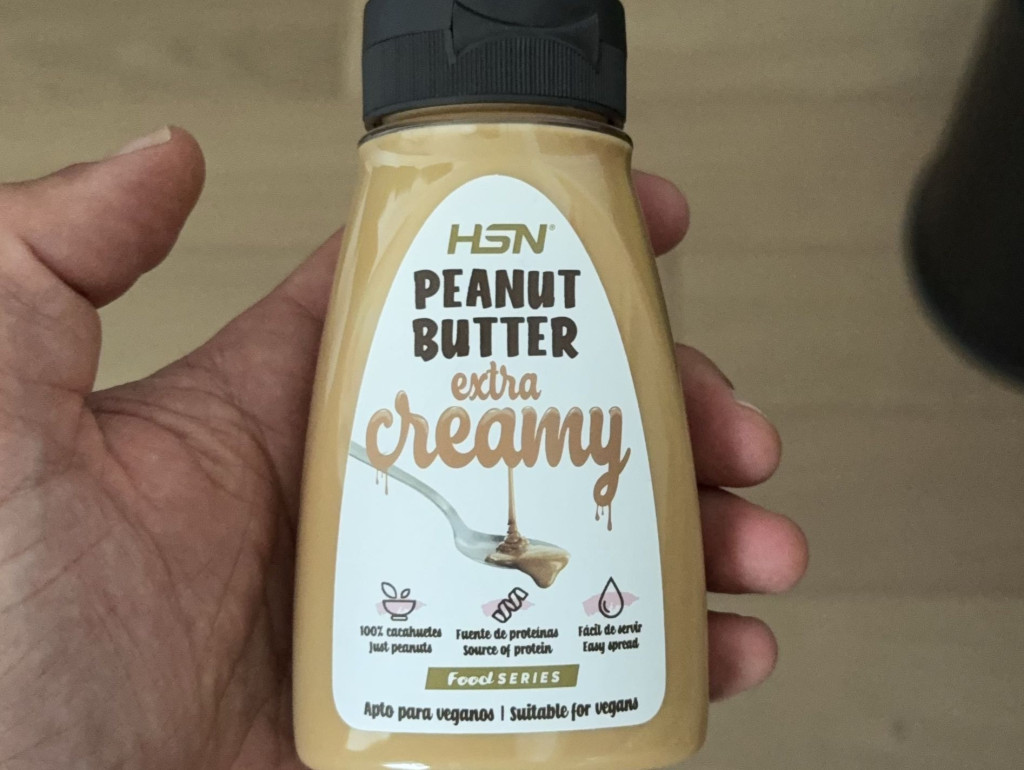 HSN®
PEANUT
BUTTER
extra
creamy
100% cacahuetes
Just peanuts
Fuente de proteínas
Source of protein
Fácil de servir
Easy spread
Food SERIES
Apto para veganos | Suitable for vegans